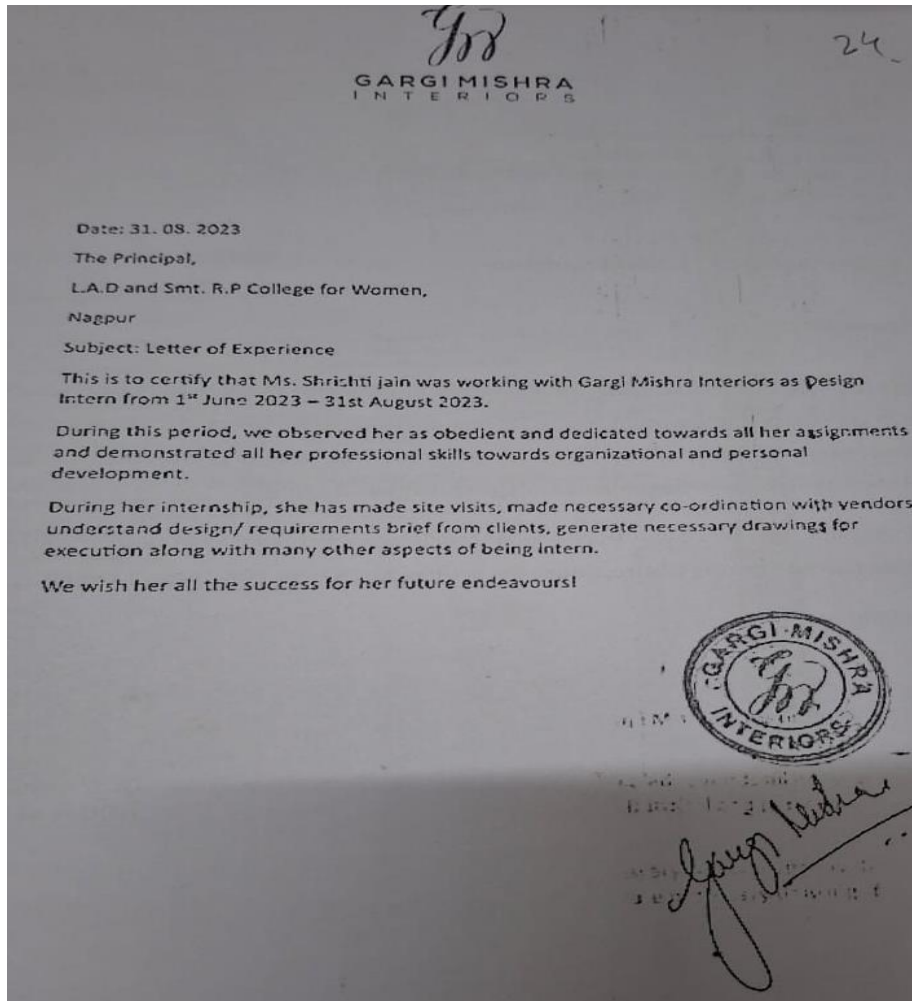 24
GARGI MISHRA
INTERIORS
Date: 31. 08. 2023
The Principal,
L.A.D and Smt. R.P College for Women,
Nagpur
Subject: Letter of Experience
This is to certify that Ms. Shrishti jain was working with Gargi Mishra Interiors as Design
Intern from 1st June 2023 – 31st August 2023.
During this period, we observed her as obedient and dedicated towards all her assignments
and demonstrated all her professional skills towards organizational and personal
development.
During her internship, she has made site visits, made necessary co-ordination with vendors
understand design/ requirements brief from clients, generate necessary drawings for
execution along with many other aspects of being intern.
We wish her all the success for her future endeavours!
GARGI MISHRA
INTERIORS
Gargi Mishra